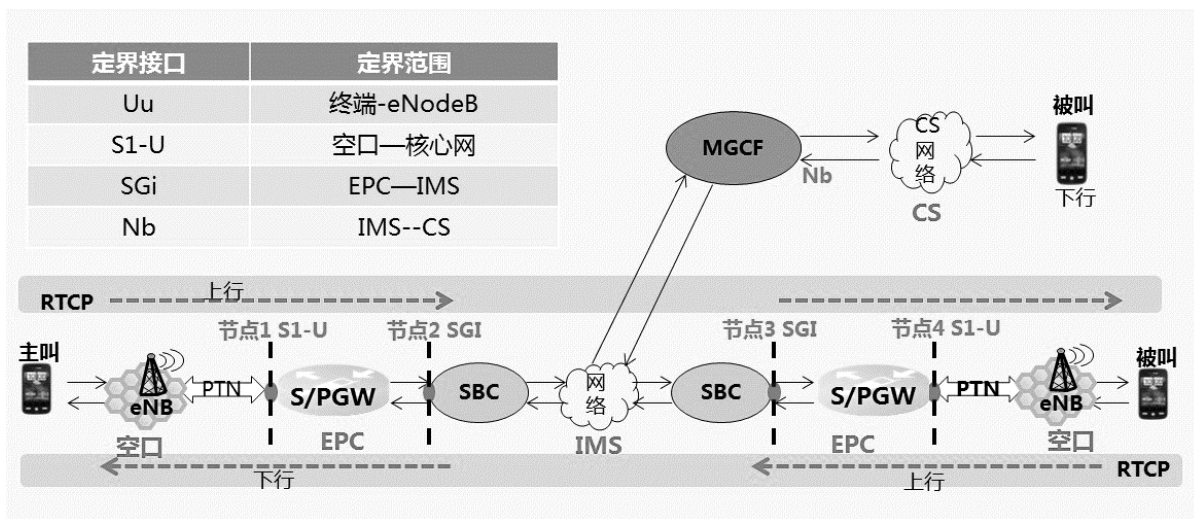 定界接口 定界范围
Uu 终端-eNodeB
S1-U 空口—核心网
SGi EPC—IMS
Nb IMS--CS
MGCF
Nb
CS
网
络
CS
被叫
下行
RTCP 上行
节点1 S1-U 节点2 SGI 节点3 SGI 节点4 S1-U
主叫 被叫
eNB PTN S/PGW SBC 网 SBC S/PGW PTN eNB
络
空口 EPC IMS EPC 空口
下行 上行 RTCP